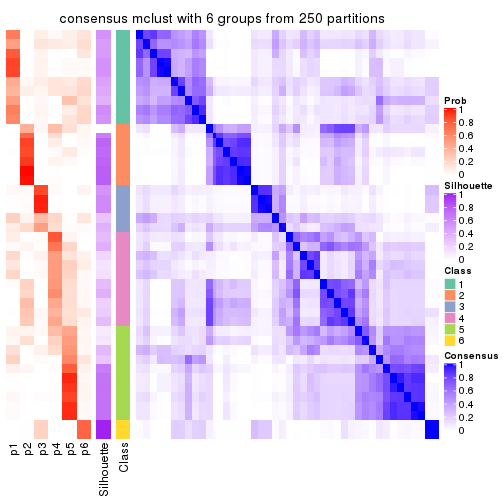 consensus mclust with 6 groups from 250 partitions
Prob
1
0.8
0.6
0.4
0.2
0
Silhouette
1
0.8
0.6
0.4
0.2
0
Class
1
2
3
4
5
6
Consensus
1
0.8
0.6
0.4
0.2
0
p1
p2
p3
p4
p5
p6
Silhouette
Class